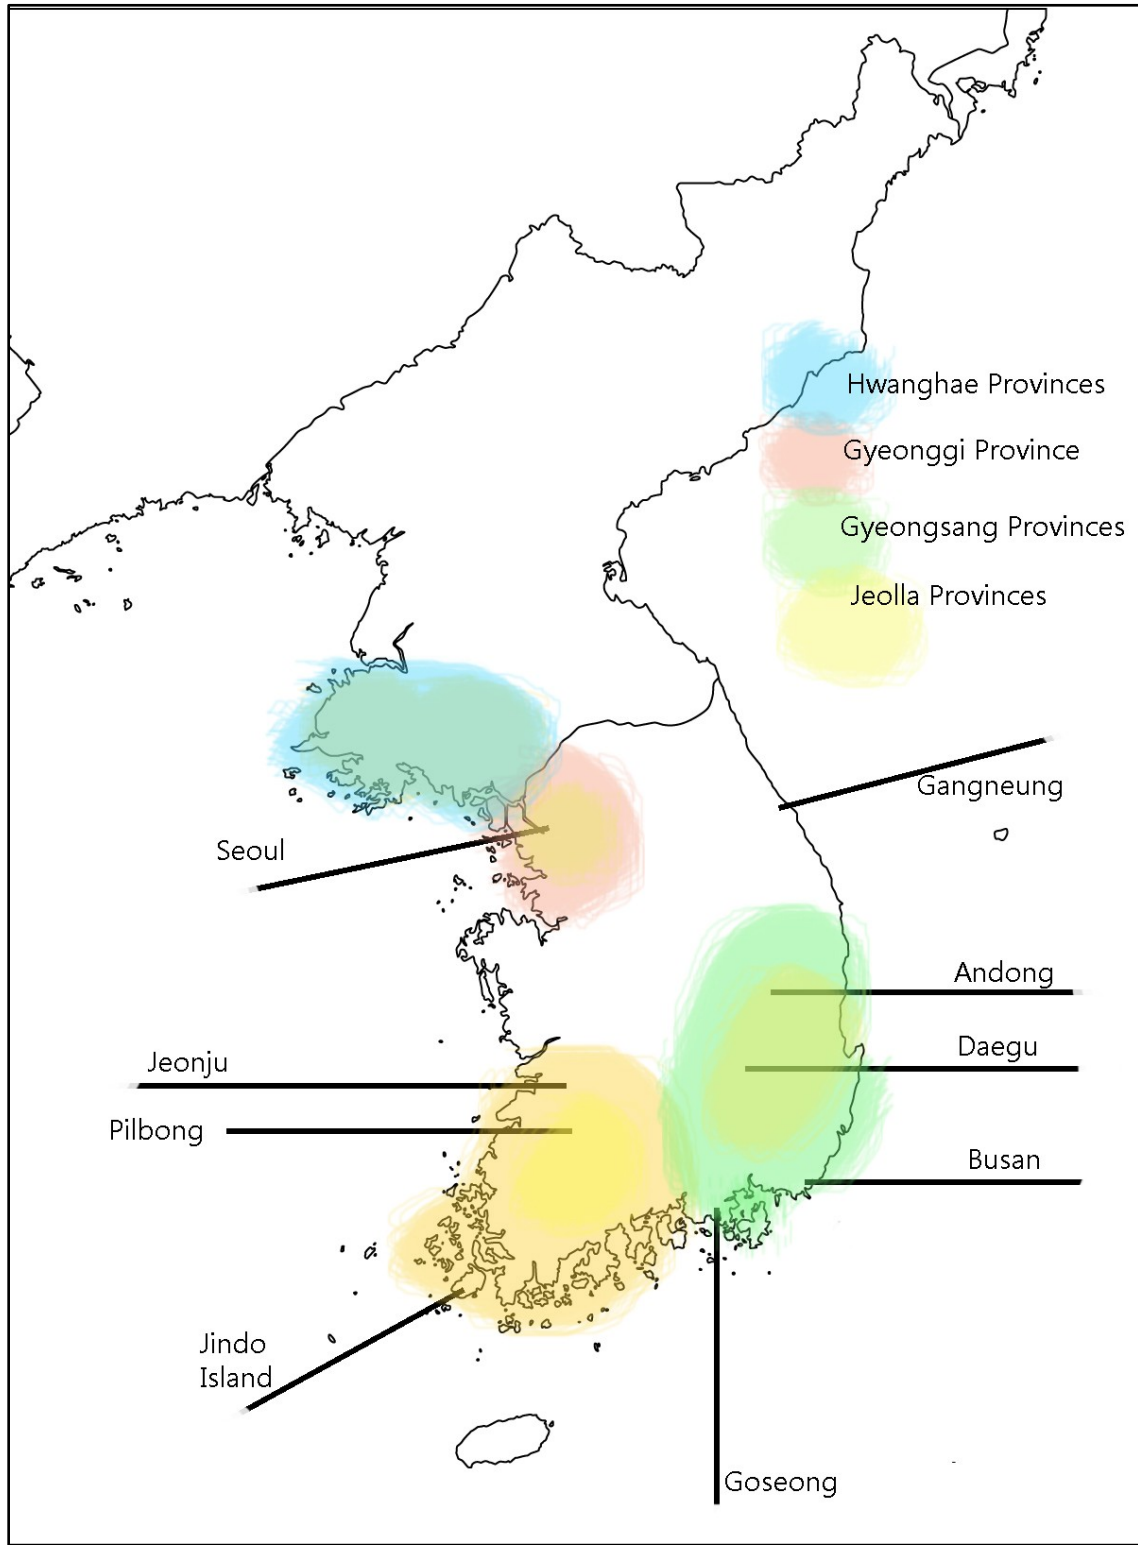 Hwanghae Provinces
Gyeonggi Province
Gyeongsang Provinces
Jeolla Provinces
Gangneung
Seoul
Andong
Daegu
Jeonju
Pilbong
Busan
Jindo
Island
Goseong